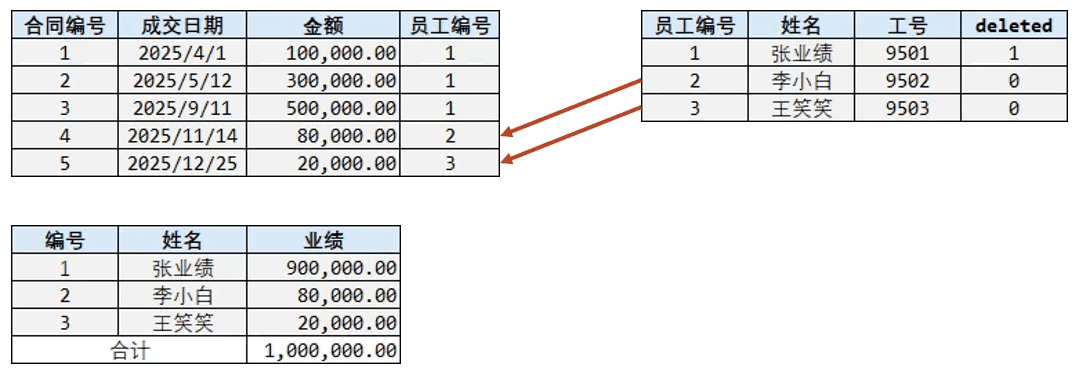 合同编号 成交日期 金额 员工编号
1 2025/4/1 100,000.00 1
2 2025/5/12 300,000.00 1
3 2025/9/11 500,000.00 1
4 2025/11/14 80,000.00 2
5 2025/12/25 20,000.00 3
员工编号 姓名 工号 deleted
1 张业绩 9501 1
2 李小白 9502 0
3 王笑笑 9503 0
编号 姓名 业绩
1 张业绩 900,000.00
2 李小白 80,000.00
3 王笑笑 20,000.00
合计 1,000,000.00